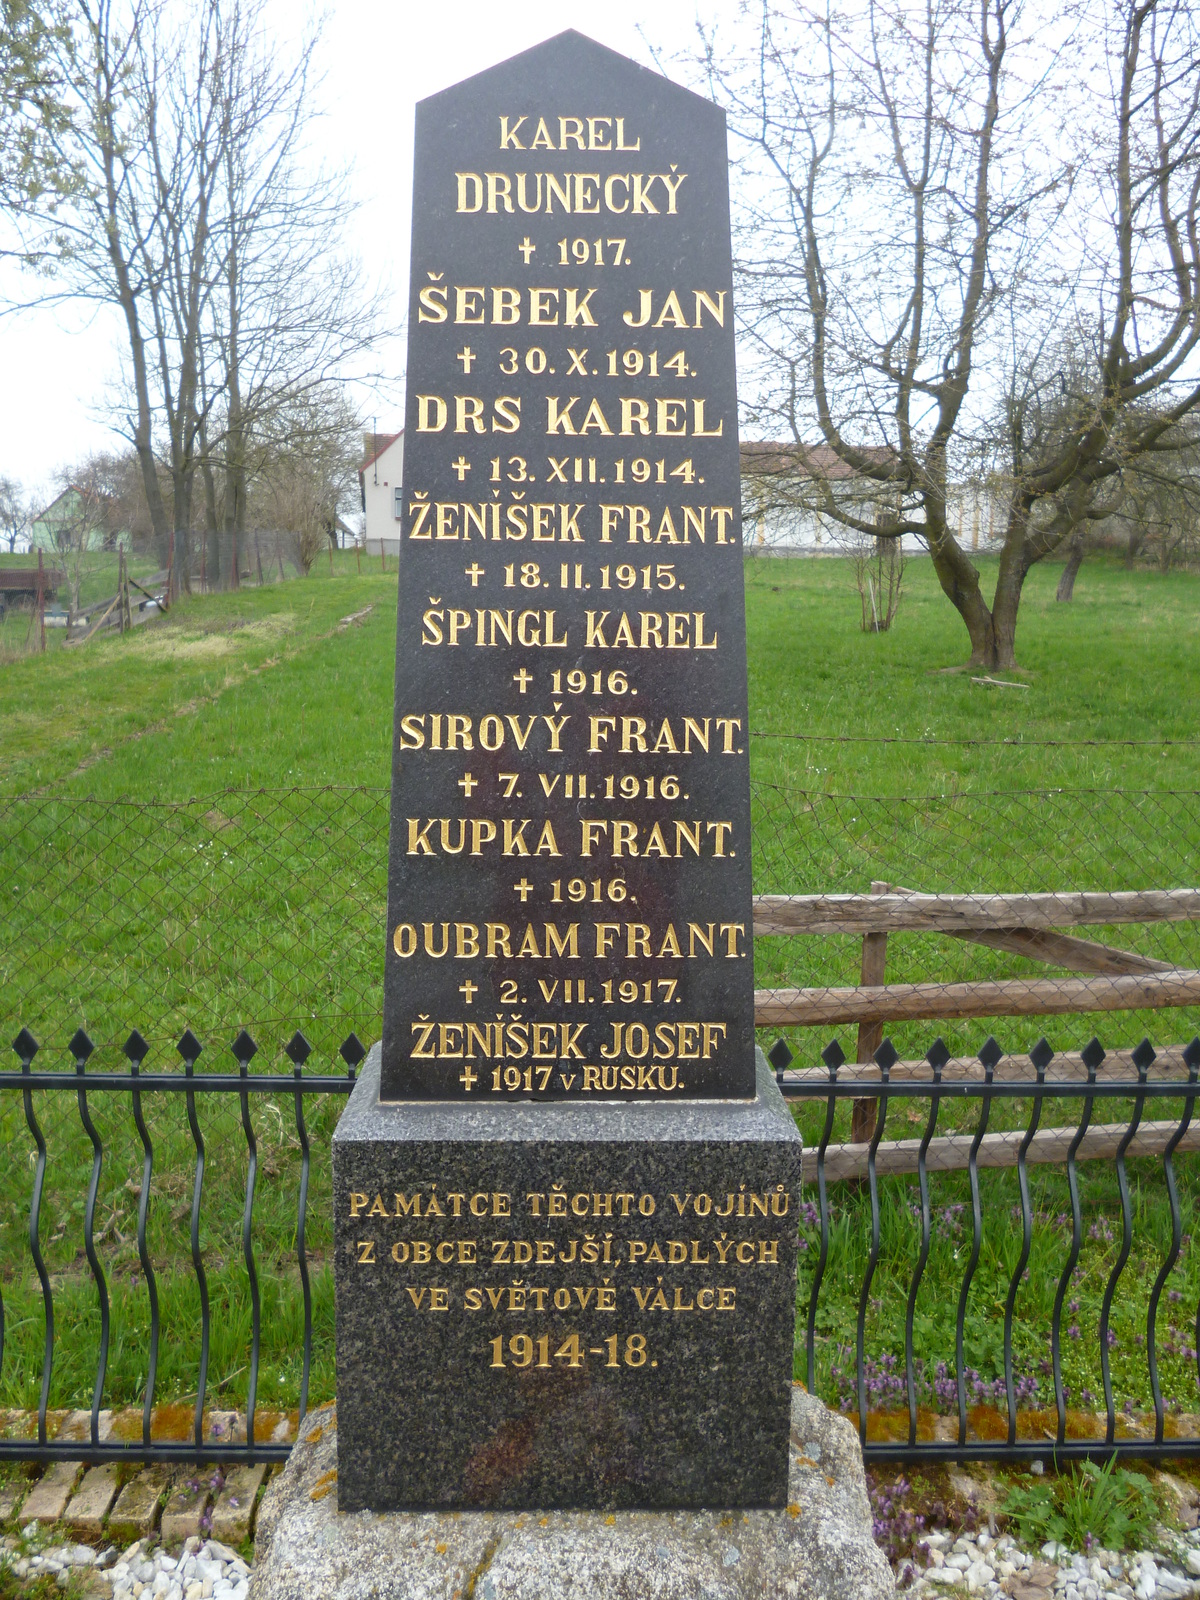 KAREL
DRUNECKÝ
✝ 1917.
ŠEBEK JAN
✝ 30. X. 1914.
DRS KAREL
✝ 13. XII. 1914.
ŽENÍŠEK FRANT.
✝ 18. II. 1915.
ŠPINGL KAREL
✝ 1916.
SIROVÝ FRANT.
✝ 7. VII. 1916.
KUPKA FRANT.
✝ 1916.
OUBRAM FRANT.
✝ 2. VII. 1917.
ŽENÍŠEK JOSEF
✝ 1917 V RUSKU.
PAMÁTCE TĚCHTO VOJÍNŮ
Z OBCE ZDEJŠÍ, PADLÝCH
VE SVĚTOVÉ VÁLCE
1914-18.